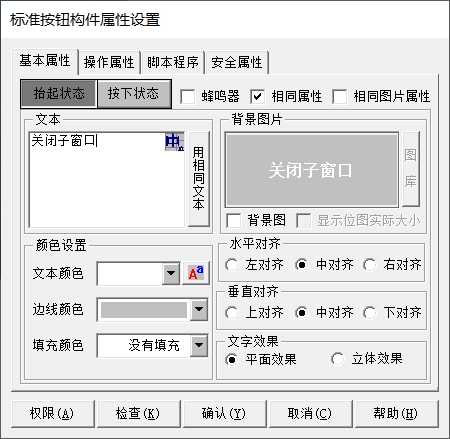 标准按钮构件属性设置
基本属性 操作属性 脚本程序 安全属性
抬起状态 按下状态 蜂鸣器 相同属性 相同图片属性
文本
关闭子窗口
中
用相同文本
背景图片
关闭子窗口
图库
背景图 显示位图实际大小
颜色设置
文本颜色 Aa
边线颜色
填充颜色 没有填充
水平对齐
左对齐 中对齐 右对齐
垂直对齐
上对齐 中对齐 下对齐
文字效果
平面效果 立体效果
权限(A) 检查(K) 确认(Y) 取消(C) 帮助(H)